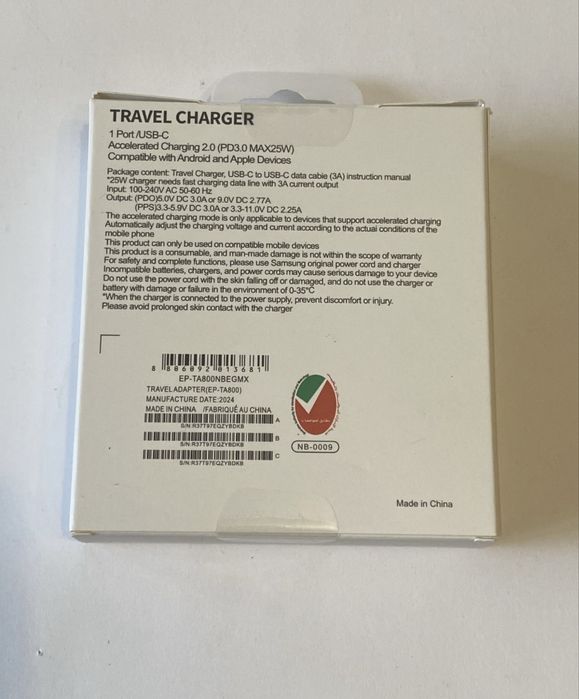 TRAVEL CHARGER
1 Port /USB-C
Accelerated Charging 2.0 (PD3.0 MAX25W)
Compatible with Android and Apple Devices
Package content: Travel Charger, USB-C to USB-C data cable (3A) instruction manual
*25W charger needs fast charging data line with 3A current output
Input: 100-240V AC 50-60 Hz
Output: (PDO)5.0V DC 3.0A or 9.0V DC 2.77A
(PPS)3.3-5.9V DC 3.0A or 3.3-11.0V DC 2.25A
The accelerated charging mode is only applicable to devices that support accelerated charging
Automatically adjust the charging voltage and current according to the actuai conditions of the
mobile phone
This product can only be used on compatible mobile devices
This product is a consumable, and man-made damage is not within the scope of warranty
For safety and complete functions, please use Samsung original power cord and charger
Incompatible batteries, chargers, and power cords may cause serious damage to your device
Do not use the power cord with the skin falling off or damaged, and do not use the charger or
battery with damage or failure in the environment of 0-35°C
*When the charger is connected to the power supply, prevent discomfort or injury.
Please avoid prolonged skin contact with the charger
8 806092 013681
EP-TA800NBEGMX
TRAVEL ADAPTER(EP-TA800)
MANUFACTURE DATE:2024
MADE IN CHINA /FABRIQUÉ AU CHINA
A
S/N:R37T97EQZYBDKB
B
S/N:R37T97EQZYBDKB
C
S/N:R37T97EQZYBDKB
NB-0009
Made in China